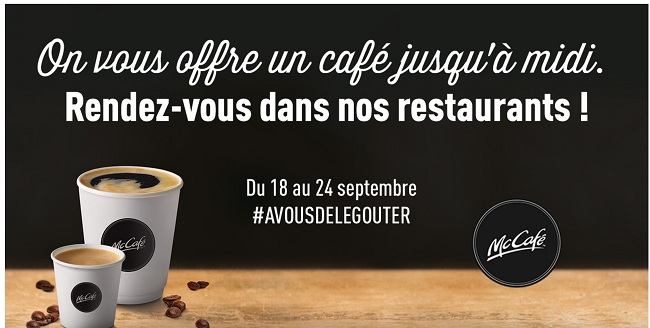 On vous offre un café jusqu'à midi.
Rendez-vous dans nos restaurants !
Du 18 au 24 septembre
#AVOUSDELEGOUTER
McCafé
McCafé
McCafé